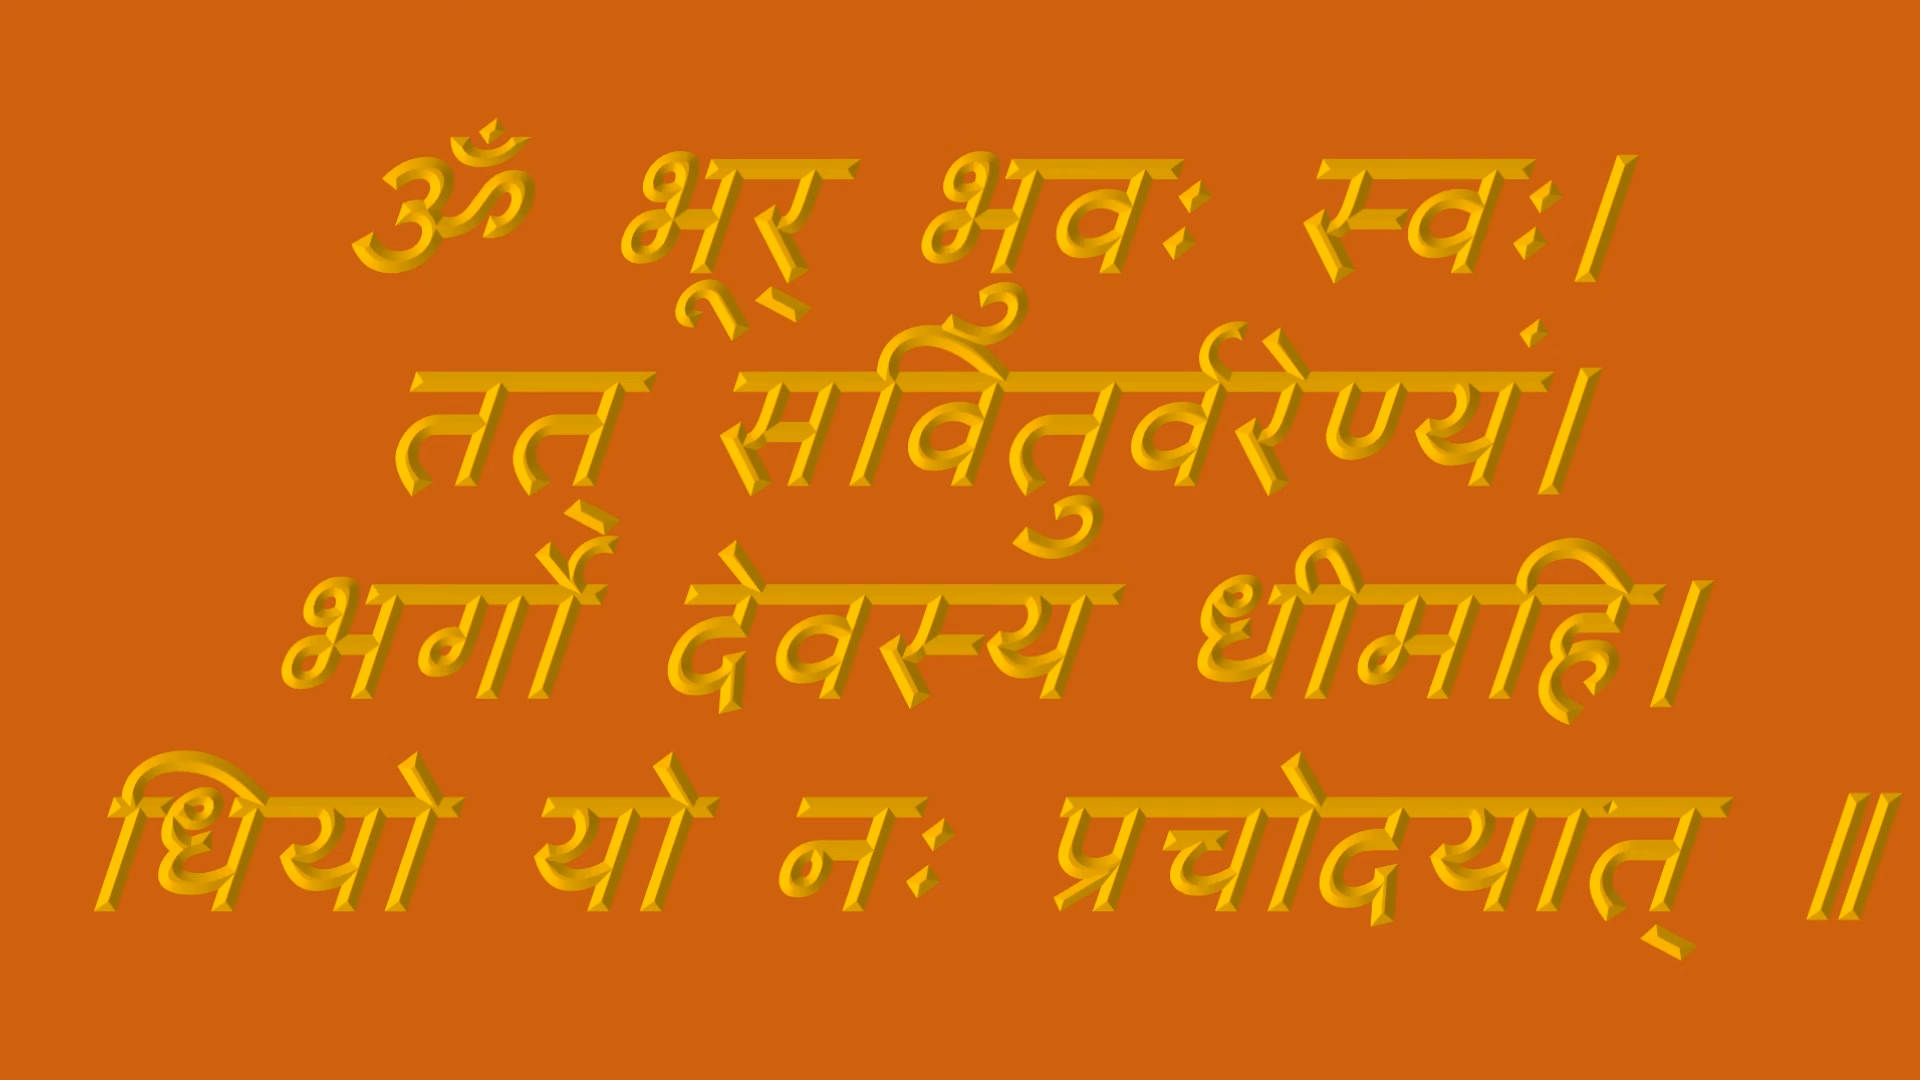 ॐ भूर् भुवः स्वः।
तत् सवितुर्वरेण्यं।
भर्गो देवस्य धीमहि।
धियो यो नः प्रचोदयात् ॥